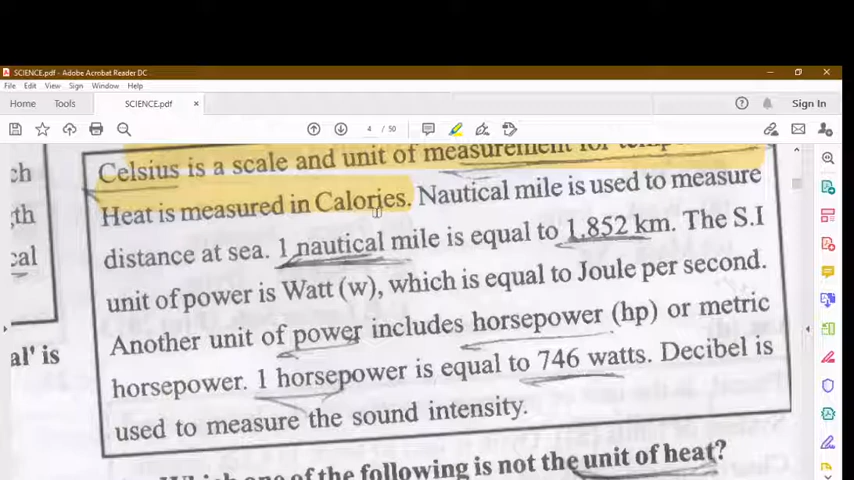 SCIENCE.pdf - Adobe Acrobat Reader DC
File Edit View Sign Window Help
Home Tools SCIENCE.pdf × Sign In
4 / 50
Celsius is a scale and unit of measurement for
Heat is measured in Calories. Nautical mile is used to measure
distance at sea. 1 nautical mile is equal to 1.852 km. The S.I
unit of power is Watt (w), which is equal to Joule per second.
Another unit of power includes horsepower (hp) or metric
horsepower. 1 horsepower is equal to 746 watts. Decibel is
used to measure the sound intensity.
ch
gth
cal
al' is
Which one of the following is not the unit of heat?